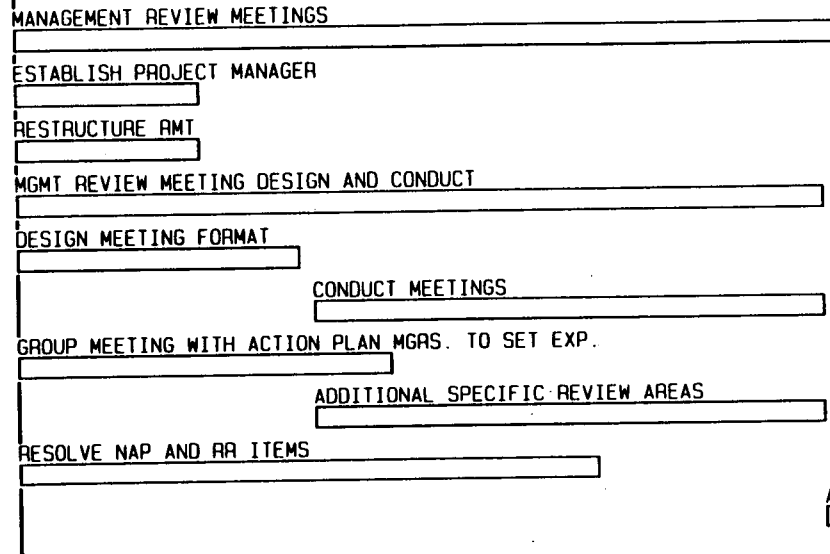 MANAGEMENT REVIEW MEETINGS
ESTABLISH PROJECT MANAGER
RESTRUCTURE RMT
MGMT REVIEW MEETING DESIGN AND CONDUCT
DESIGN MEETING FORMAT
CONDUCT MEETINGS
GROUP MEETING WITH ACTION PLAN MGRS. TO SET EXP.
ADDITIONAL SPECIFIC REVIEW AREAS
RESOLVE NAP AND RR ITEMS